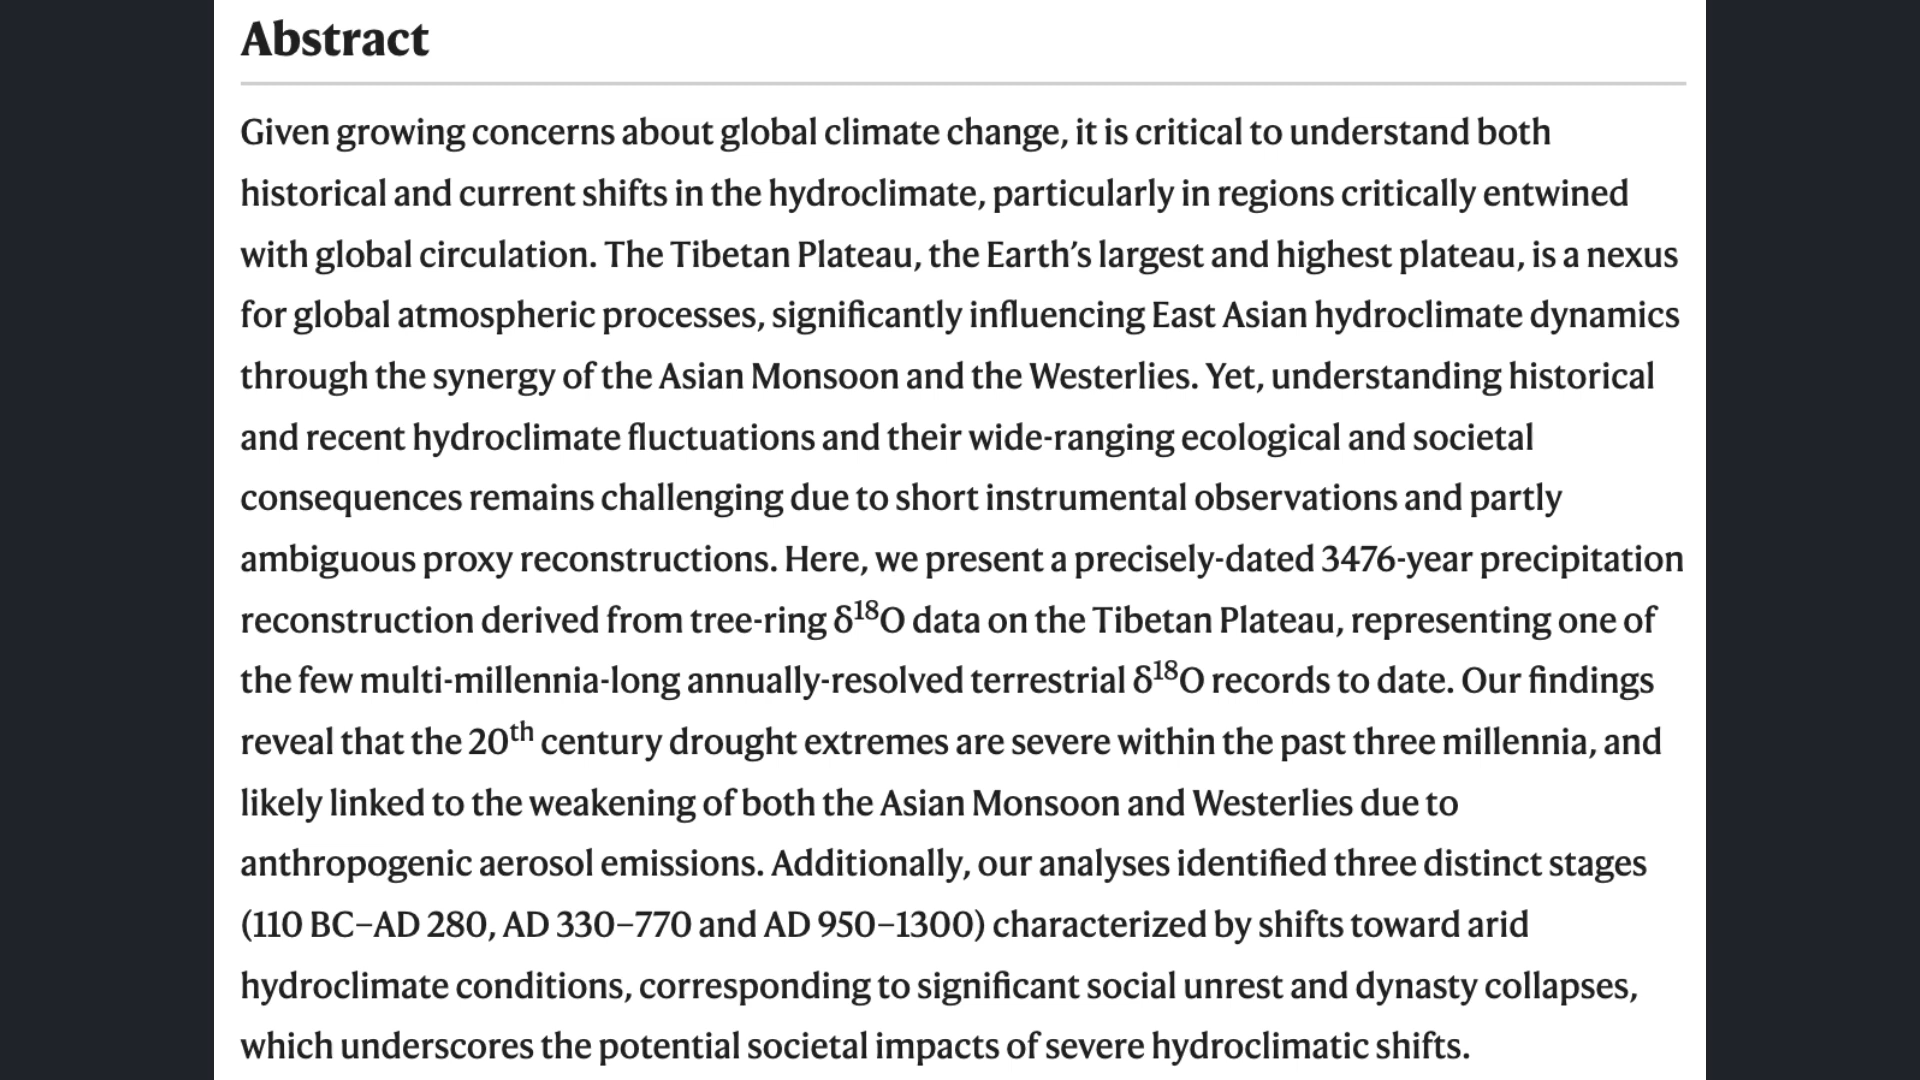 Abstract
Given growing concerns about global climate change, it is critical to understand both
historical and current shifts in the hydroclimate, particularly in regions critically entwined
with global circulation. The Tibetan Plateau, the Earth’s largest and highest plateau, is a nexus
for global atmospheric processes, significantly influencing East Asian hydroclimate dynamics
through the synergy of the Asian Monsoon and the Westerlies. Yet, understanding historical
and recent hydroclimate fluctuations and their wide-ranging ecological and societal
consequences remains challenging due to short instrumental observations and partly
ambiguous proxy reconstructions. Here, we present a precisely-dated 3476-year precipitation
reconstruction derived from tree-ring δ¹⁸O data on the Tibetan Plateau, representing one of
the few multi-millennia-long annually-resolved terrestrial δ¹⁸O records to date. Our findings
reveal that the 20ᵗʰ century drought extremes are severe within the past three millennia, and
likely linked to the weakening of both the Asian Monsoon and Westerlies due to
anthropogenic aerosol emissions. Additionally, our analyses identified three distinct stages
(110 BC–AD 280, AD 330–770 and AD 950–1300) characterized by shifts toward arid
hydroclimate conditions, corresponding to significant social unrest and dynasty collapses,
which underscores the potential societal impacts of severe hydroclimatic shifts.